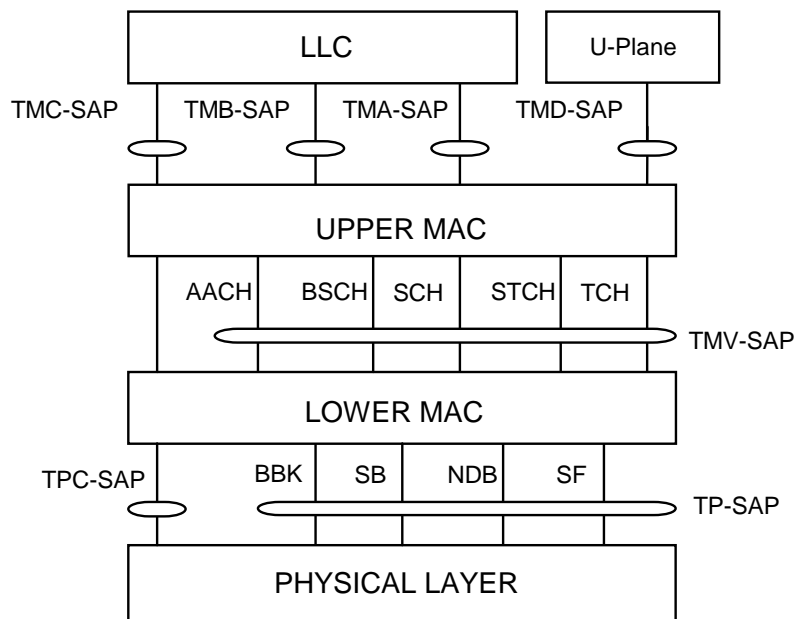 LLC
U-Plane
TMC-SAP
TMB-SAP
TMA-SAP
TMD-SAP
UPPER MAC
AACH
BSCH
SCH
STCH
TCH
TMV-SAP
LOWER MAC
TPC-SAP
BBK
SB
NDB
SF
TP-SAP
PHYSICAL LAYER